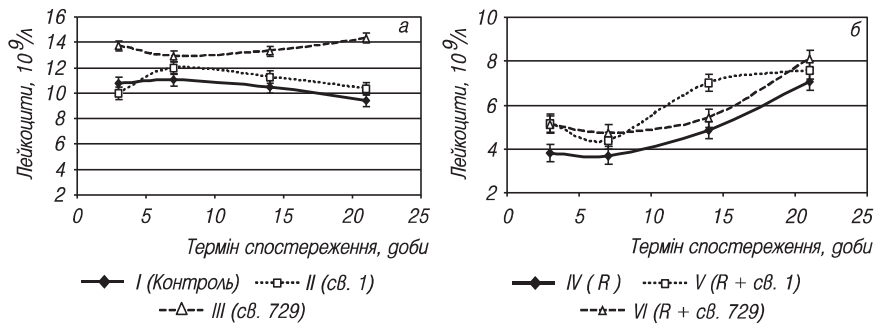 Лейкоцити, 10⁹/л
16
14
12
10
8
6
4
2
0 5 10 15 20 25
а
Термін спостереження, доби
I (Контроль) II (св. 1)
III (св. 729)
Лейкоцити, 10⁹/л
10
8
6
4
2
0 5 10 15 20 25
б
Термін спостереження, доби
IV ( R ) V (R + св. 1)
VI (R + св. 729)